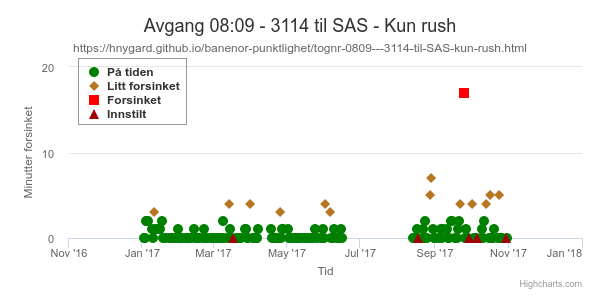 Avgang 08:09 - 3114 til SAS - Kun rush
https://hnygard.github.io/banenor-punktlighet/tognr-0809---3114-til-SAS-kun-rush.html
På tiden
Litt forsinket
Forsinket
Innstilt
Minutter forsinket
20
10
0
Nov '16 Jan '17 Mar '17 May '17 Jul '17 Sep '17 Nov '17 Jan '18
Tid
Highcharts.com